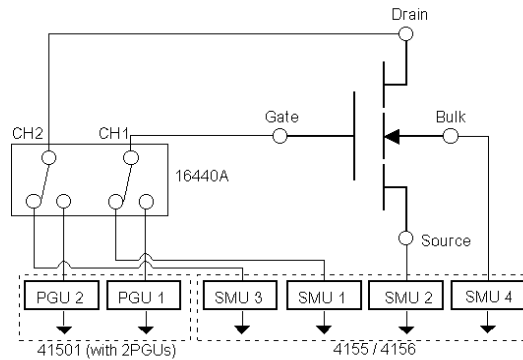 Drain
CH2 CH1 Gate Bulk
16440A
Source
PGU 2 PGU 1 SMU 3 SMU 1 SMU 2 SMU 4
41501 (with 2PGUs) 4155 / 4156